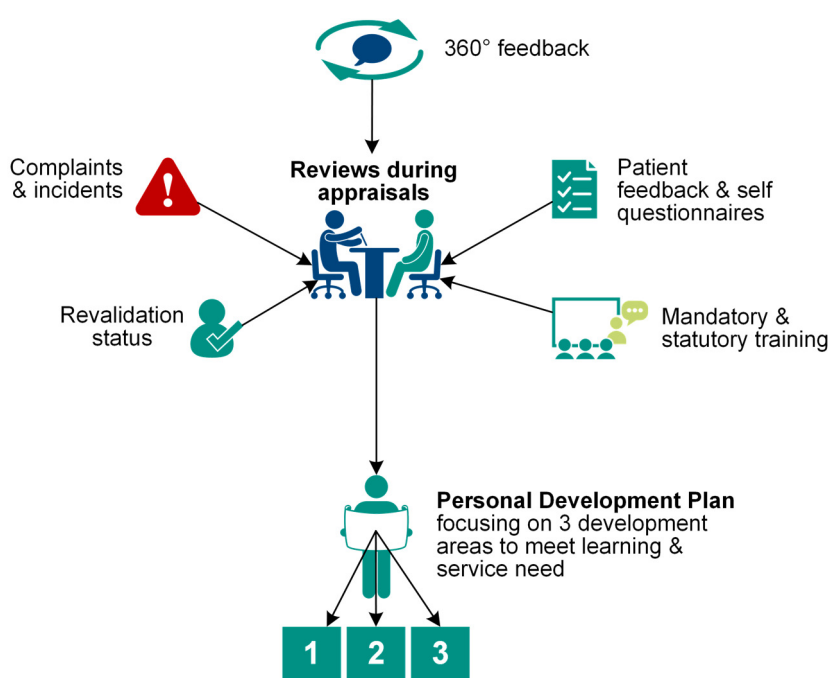 360° feedback
Complaints
& incidents
Reviews during
appraisals
Patient
feedback & self
questionnaires
Revalidation
status
Mandatory &
statutory training
Personal Development Plan
focusing on 3 development
areas to meet learning &
service need
1 2 3